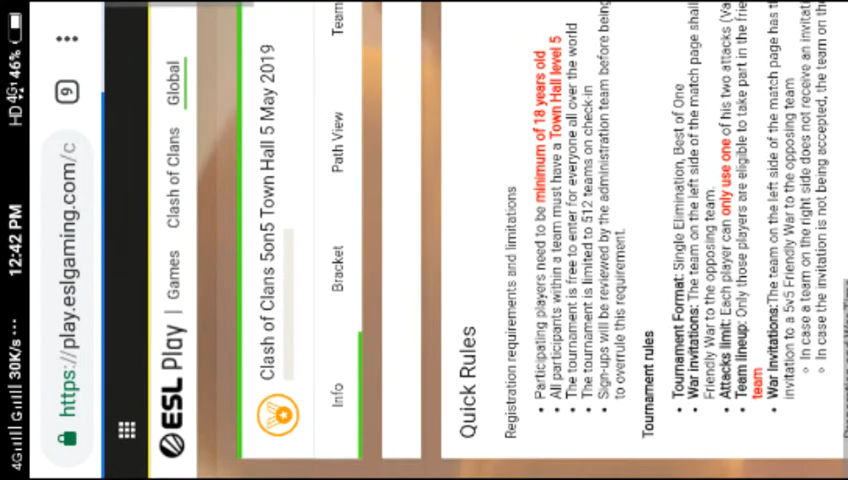 4G 30K/s ... 12:42 PM HD 4G 46%
https://play.eslgaming.com/c 9
ESL Play Games Clash of Clans Global
Clash of Clans 5on5 Town Hall 5 May 2019
Info Bracket Path View Team
Quick Rules
Registration requirements and limitations
• Participating players need to be minimum of 18 years old
• All participants within a team must have a Town Hall level 5
• The tournament is free to enter for everyone all over the world
• The tournament is limited to 512 teams on check-in
• Sign-ups will be reviewed by the administration team before being
to overrule this requirement.
Tournament rules
• Tournament Format: Single Elimination, Best of One
• War invitations: The team on the left side of the match page shall
Friendly War to the opposing team.
• Attacks limit: Each player can only use one of his two attacks
• Team lineup: Only those players are eligible to take part in the
team
• War Invitations:The team on the left side of the match page has
invitation to a 5v5 Friendly War to the opposing team
○ In case a team on the right side does not receive an
○ In case the invitation is not being accepted, the team on the